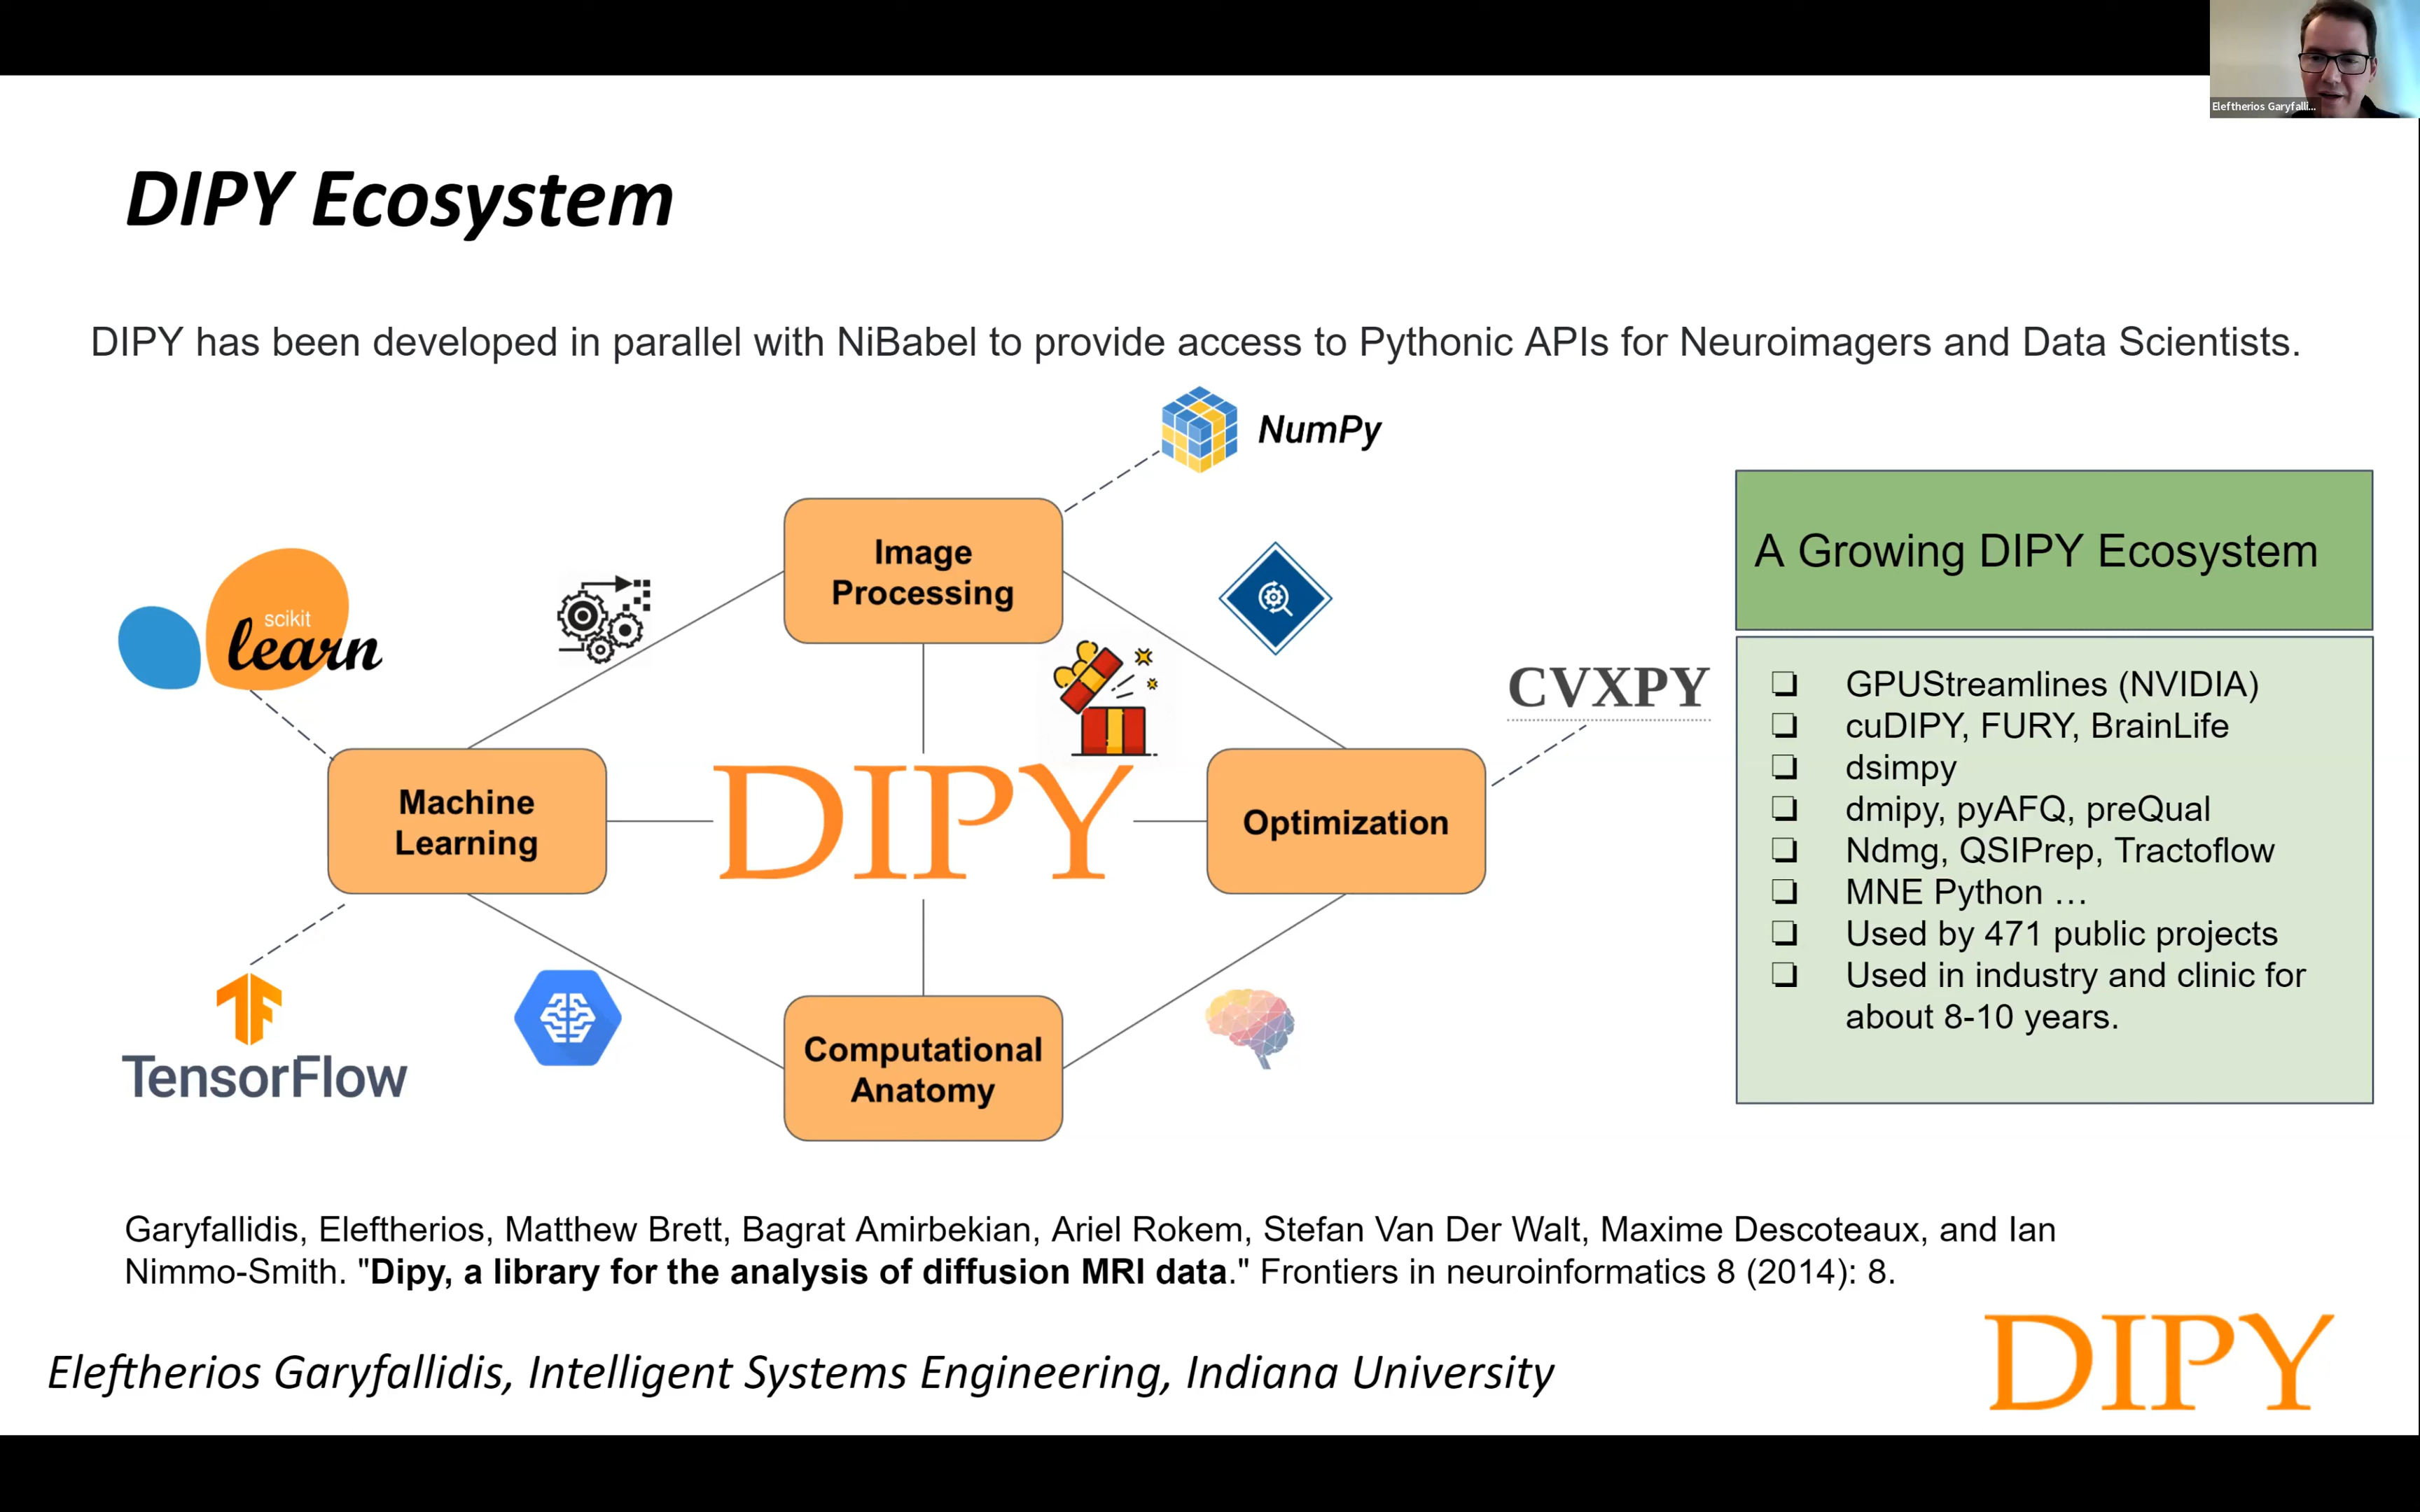 Eleftherios Garyfalli...
DIPY Ecosystem
DIPY has been developed in parallel with NiBabel to provide access to Pythonic APIs for Neuroimagers and Data Scientists.
NumPy
Image
Processing
scikit
learn
CVXPY
Machine
Learning
DIPY
Optimization
Computational
Anatomy
TensorFlow
A Growing DIPY Ecosystem
❏ GPUStreamlines (NVIDIA)
❏ cuDIPY, FURY, BrainLife
❏ dsimpy
❏ dmipy, pyAFQ, preQual
❏ Ndmg, QSIPrep, Tractoflow
❏ MNE Python …
❏ Used by 471 public projects
❏ Used in industry and clinic for
about 8-10 years.
Garyfallidis, Eleftherios, Matthew Brett, Bagrat Amirbekian, Ariel Rokem, Stefan Van Der Walt, Maxime Descoteaux, and Ian
Nimmo-Smith. "Dipy, a library for the analysis of diffusion MRI data." Frontiers in neuroinformatics 8 (2014): 8.
Eleftherios Garyfallidis, Intelligent Systems Engineering, Indiana University
DIPY